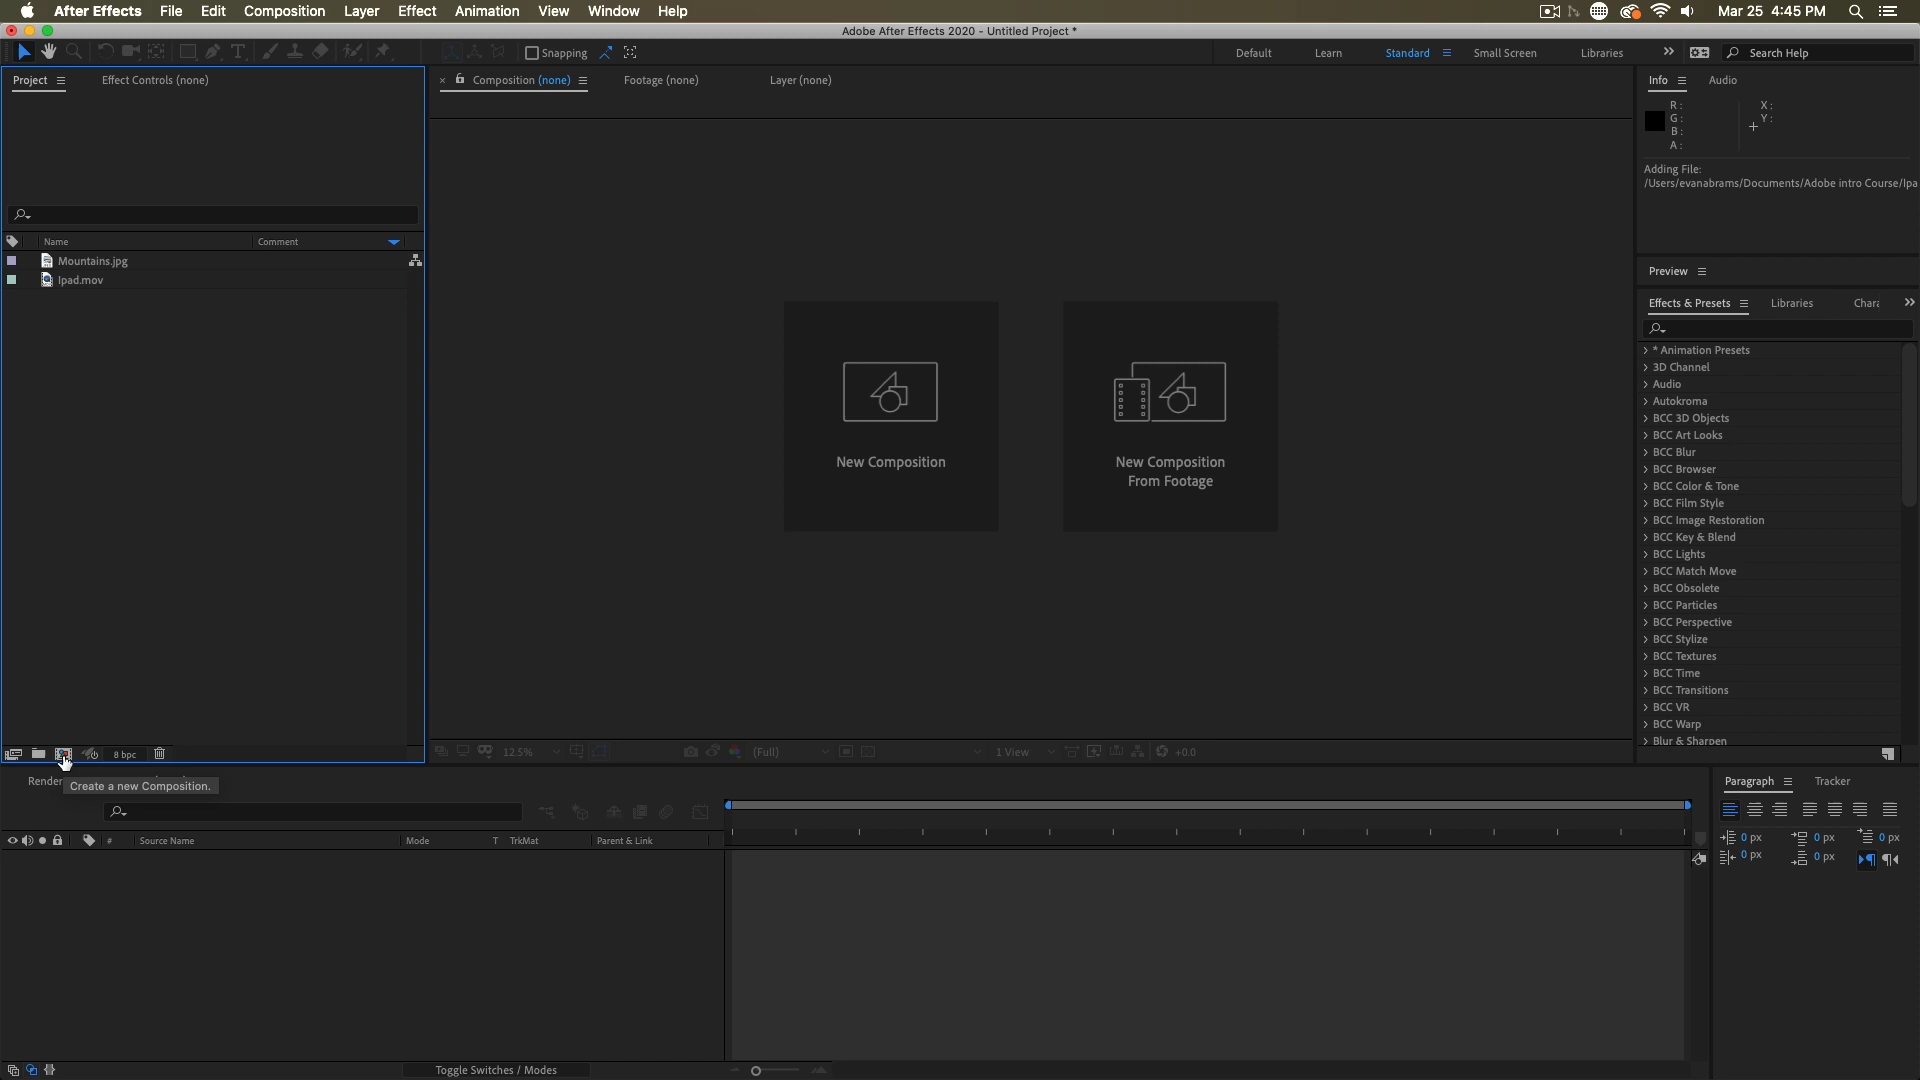 After Effects File Edit Composition Layer Effect Animation View Window Help Mar 25 4:45 PM
Adobe After Effects 2020 - Untitled Project *
Snapping Default Learn Standard Small Screen Libraries Search Help
Project Effect Controls (none) Composition (none) Footage (none) Layer (none) Info Audio
R: X:
G: Y:
B:
A:
Adding File:
/Users/evanabrams/Documents/Adobe intro Course/Ipa
Name Comment
Mountains.jpg
Ipad.mov
New Composition
New Composition
From Footage
Preview
Effects & Presets Libraries Chara
* Animation Presets
3D Channel
Audio
Autokroma
BCC 3D Objects
BCC Art Looks
BCC Blur
BCC Browser
BCC Color & Tone
BCC Film Style
BCC Image Restoration
BCC Key & Blend
BCC Lights
BCC Match Move
BCC Obsolete
BCC Particles
BCC Perspective
BCC Stylize
BCC Textures
BCC Time
BCC Transitions
BCC VR
BCC Warp
Blur & Sharpen
8 bpc 12.5% (Full) 1 View +0.0
Render
Create a new Composition.
Paragraph Tracker
# Source Name Mode T TrkMat Parent & Link
0 px 0 px 0 px
0 px 0 px
Toggle Switches / Modes